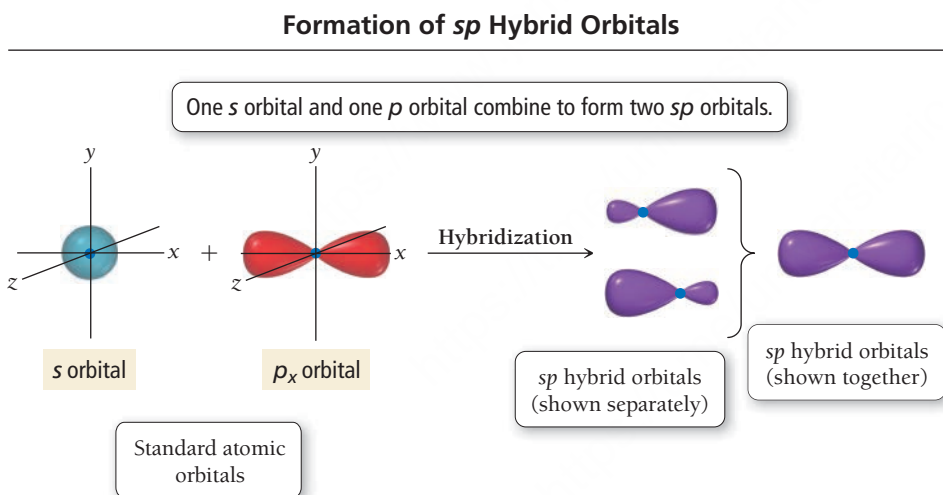 Formation of sp Hybrid Orbitals
One s orbital and one p orbital combine to form two sp orbitals.
y
x
z
+
y
x
z
Hybridization
s orbital
px orbital
Standard atomic
orbitals
sp hybrid orbitals
(shown separately)
sp hybrid orbitals
(shown together)